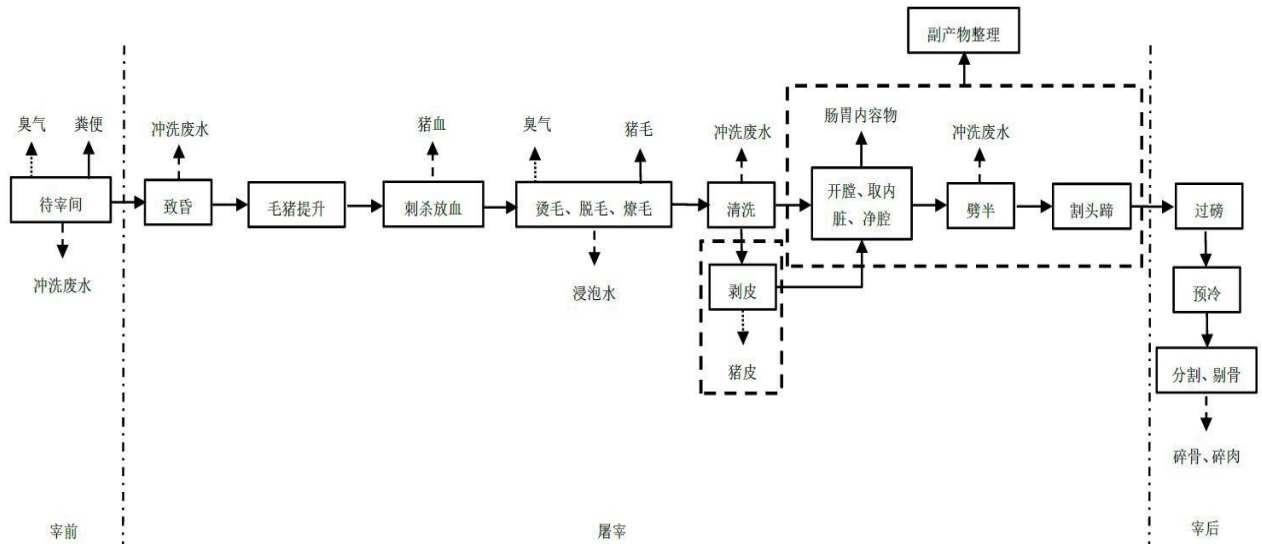 副产物整理
臭气
粪便
冲洗废水
猪血
臭气
猪毛
冲洗废水
肠胃内容物
冲洗废水
待宰间
致昏
毛猪提升
刺杀放血
烫毛、脱毛、燎毛
清洗
开膛、取内
脏、净腔
劈半
割头蹄
过磅
冲洗废水
浸泡水
剥皮
预冷
猪皮
分割、剔骨
碎骨、碎肉
宰前
屠宰
宰后